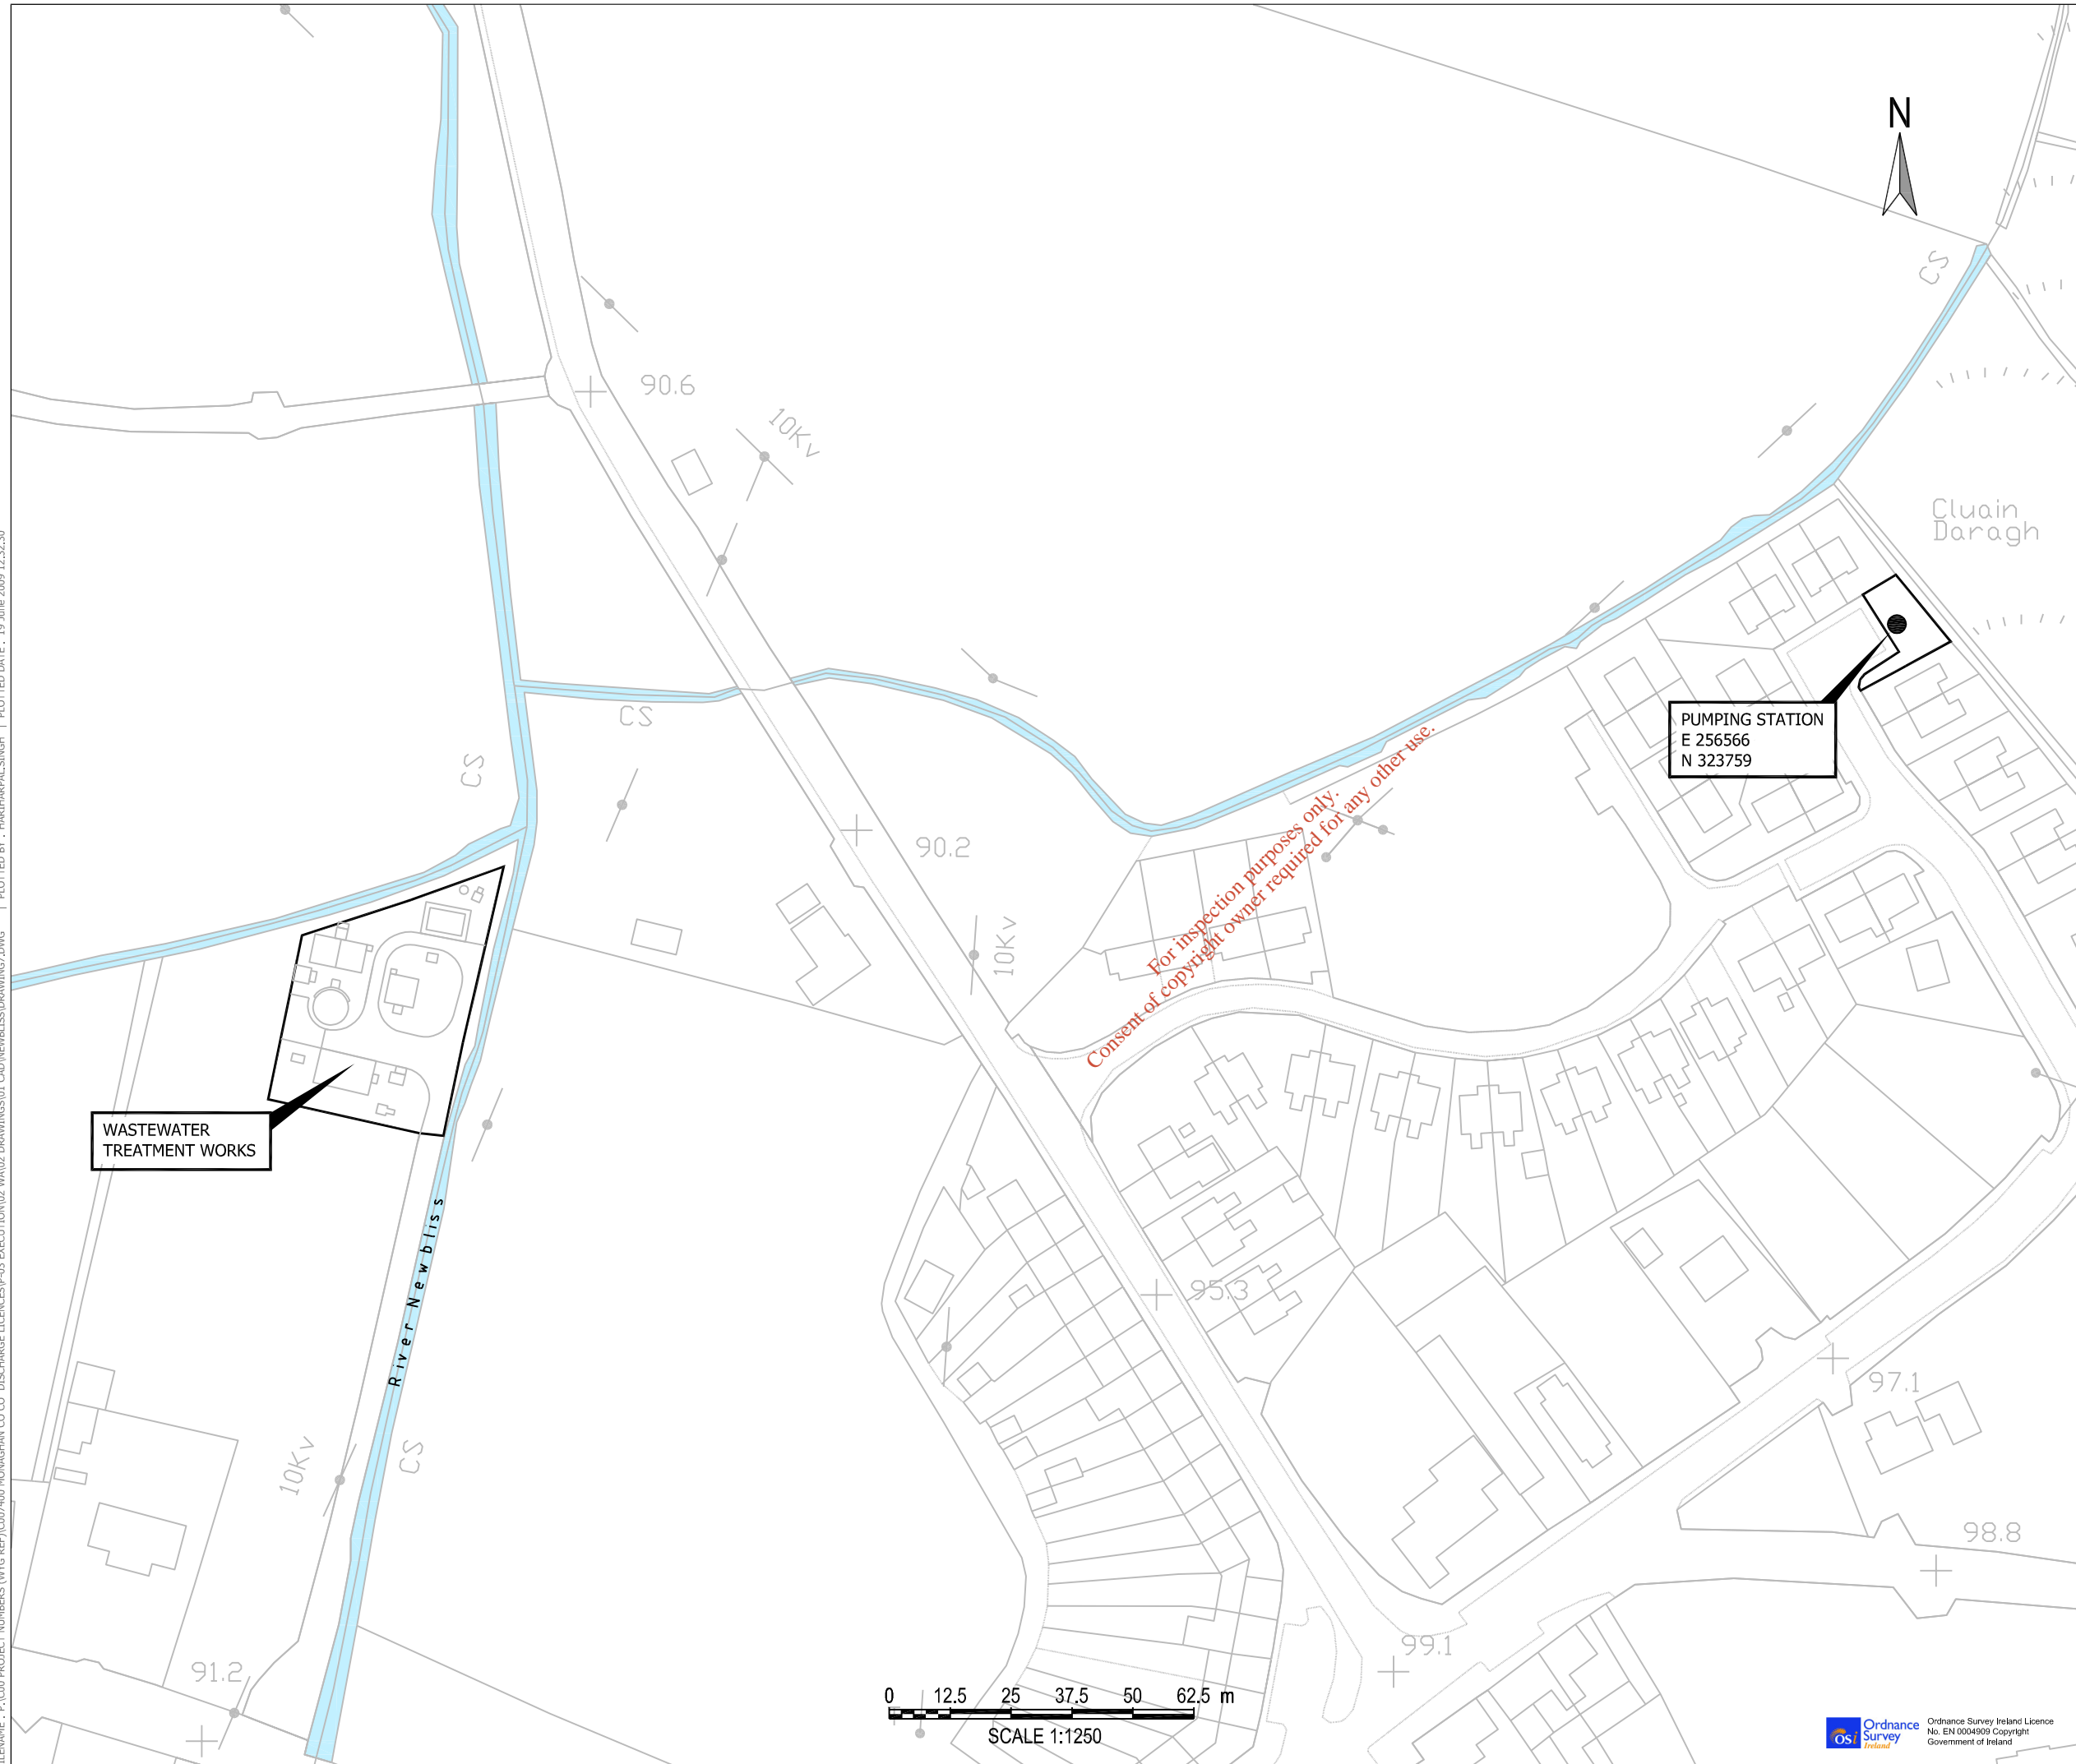 N
90.6
10Kv
CS
Cluain
Daragh
PUMPING STATION
E 256566
N 323759
CS
CS
90.2
10Kv
For inspection purposes only.
Consent of copyright owner required for any other use.
WASTEWATER
TREATMENT WORKS
River Newbliss
95.3
97.1
10Kv
CS
98.8
99.1
91.2
0 12.5 25 37.5 50 62.5 m
SCALE 1:1250
osi Ordnance
Survey
Ireland
Ordnance Survey Ireland Licence
No. EN 0004909 Copyright
Government of Ireland